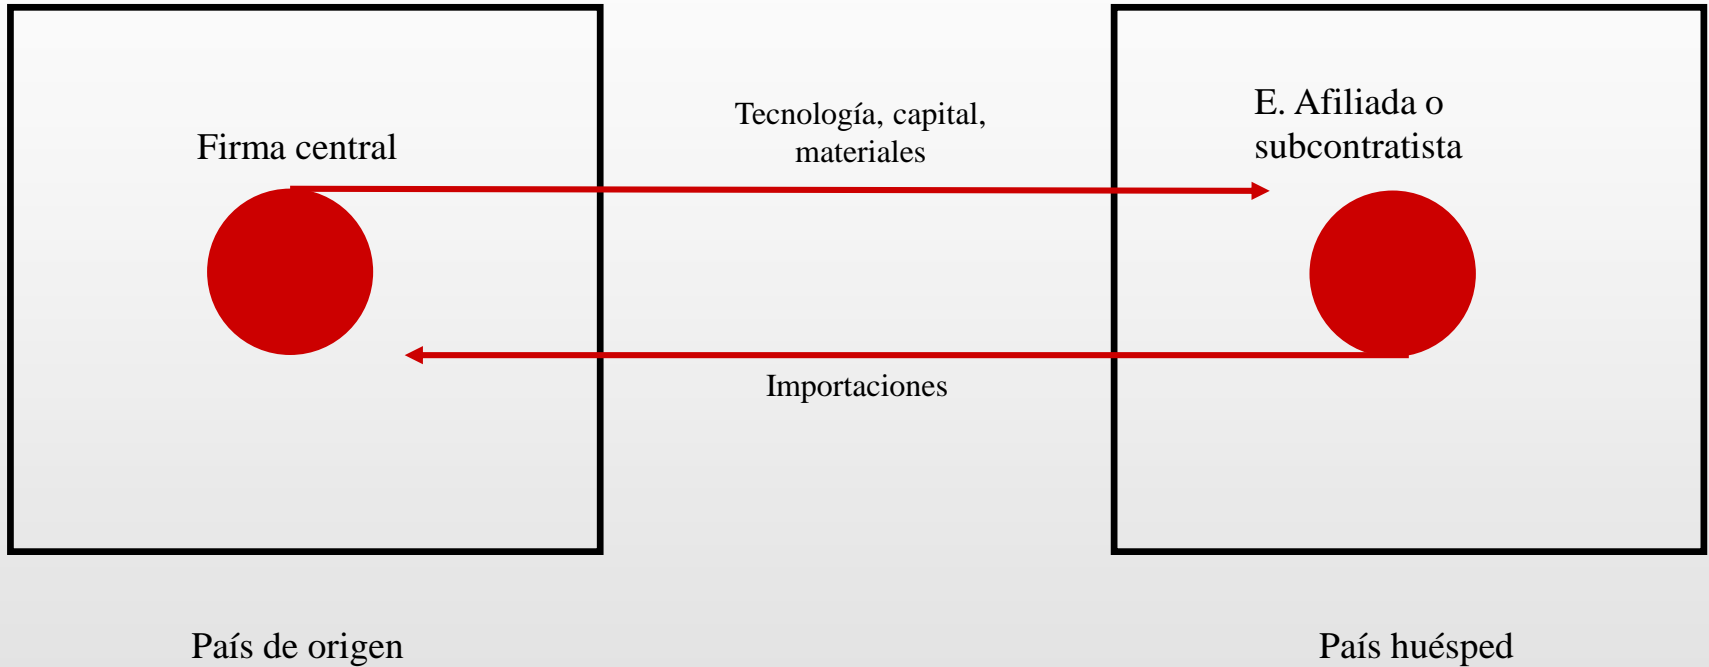 Firma central
Tecnología, capital,
materiales
E. Afiliada o
subcontratista
Importaciones
País de origen
País huésped